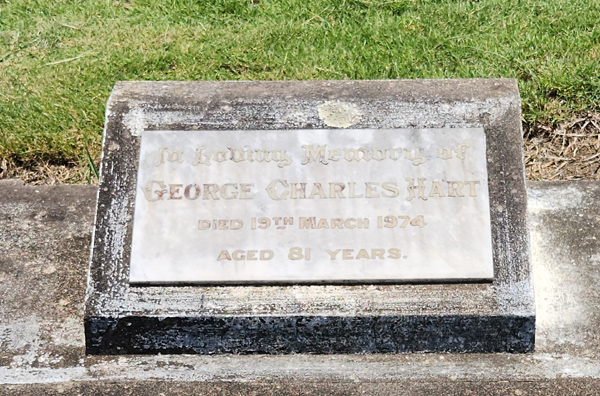 In Loving Memory of
GEORGE CHARLES HART
DIED 19TH MARCH 1974
AGED 81 YEARS.